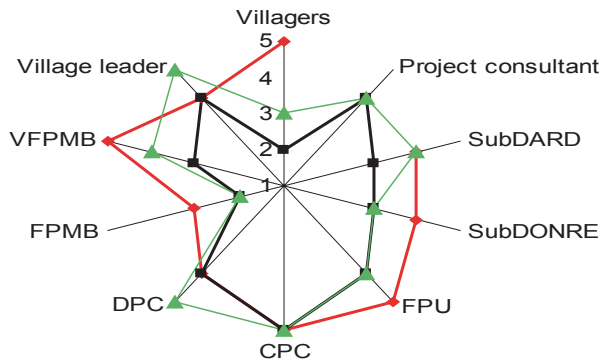 Villagers
5
Village leader
4
Project consultant
3
VFPMB
SubDARD
2
1
FPMB
SubDONRE
DPC
FPU
CPC